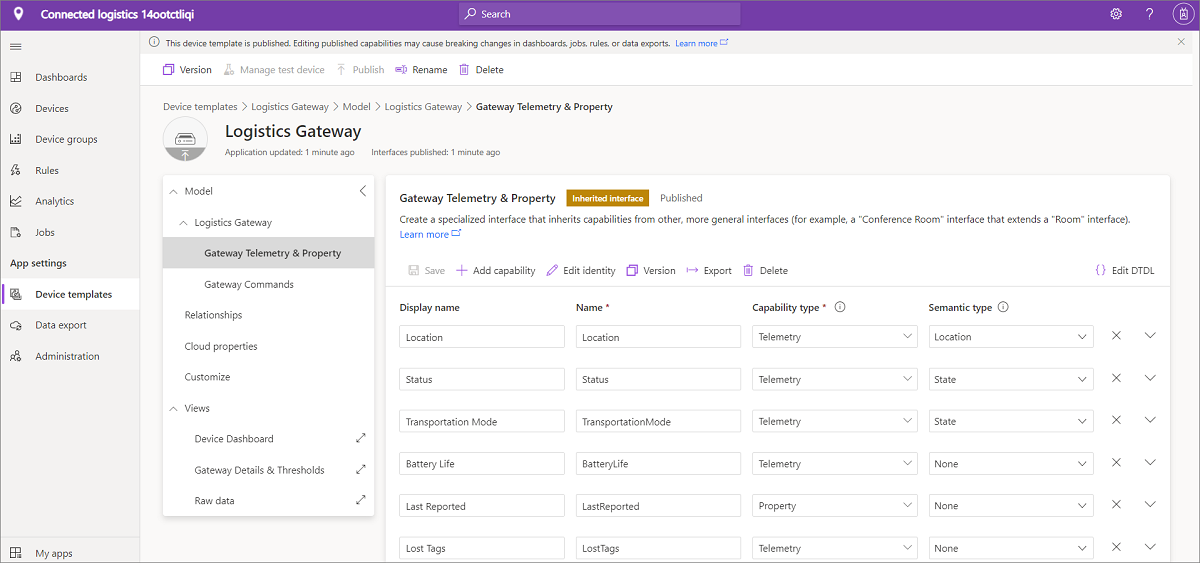 Connected logistics 14ootctliqi
Search
?
This device template is published. Editing published capabilities may cause breaking changes in dashboards, jobs, rules, or data exports. Learn more
Version
Manage test device
Publish
Rename
Delete
Dashboards
Devices
Device groups
Rules
Analytics
Jobs
App settings
Device templates
Data export
Administration
My apps
Device templates > Logistics Gateway > Model > Logistics Gateway > Gateway Telemetry & Property
Logistics Gateway
Application updated: 1 minute ago Interfaces published: 1 minute ago
Model
Logistics Gateway
Gateway Telemetry & Property
Gateway Commands
Relationships
Cloud properties
Customize
Views
Device Dashboard
Gateway Details & Thresholds
Raw data
Gateway Telemetry & Property Inherited interface Published
Create a specialized interface that inherits capabilities from other, more general interfaces (for example, a "Conference Room" interface that extends a "Room" interface).
Learn more
Save Add capability Edit identity Version Export Delete {} Edit DTDL
Display name Name * Capability type * Semantic type
Location Location Telemetry Location
Status Status Telemetry State
Transportation Mode TransportationMode Telemetry State
Battery Life BatteryLife Telemetry None
Last Reported LastReported Property None
Lost Tags LostTags Telemetry None